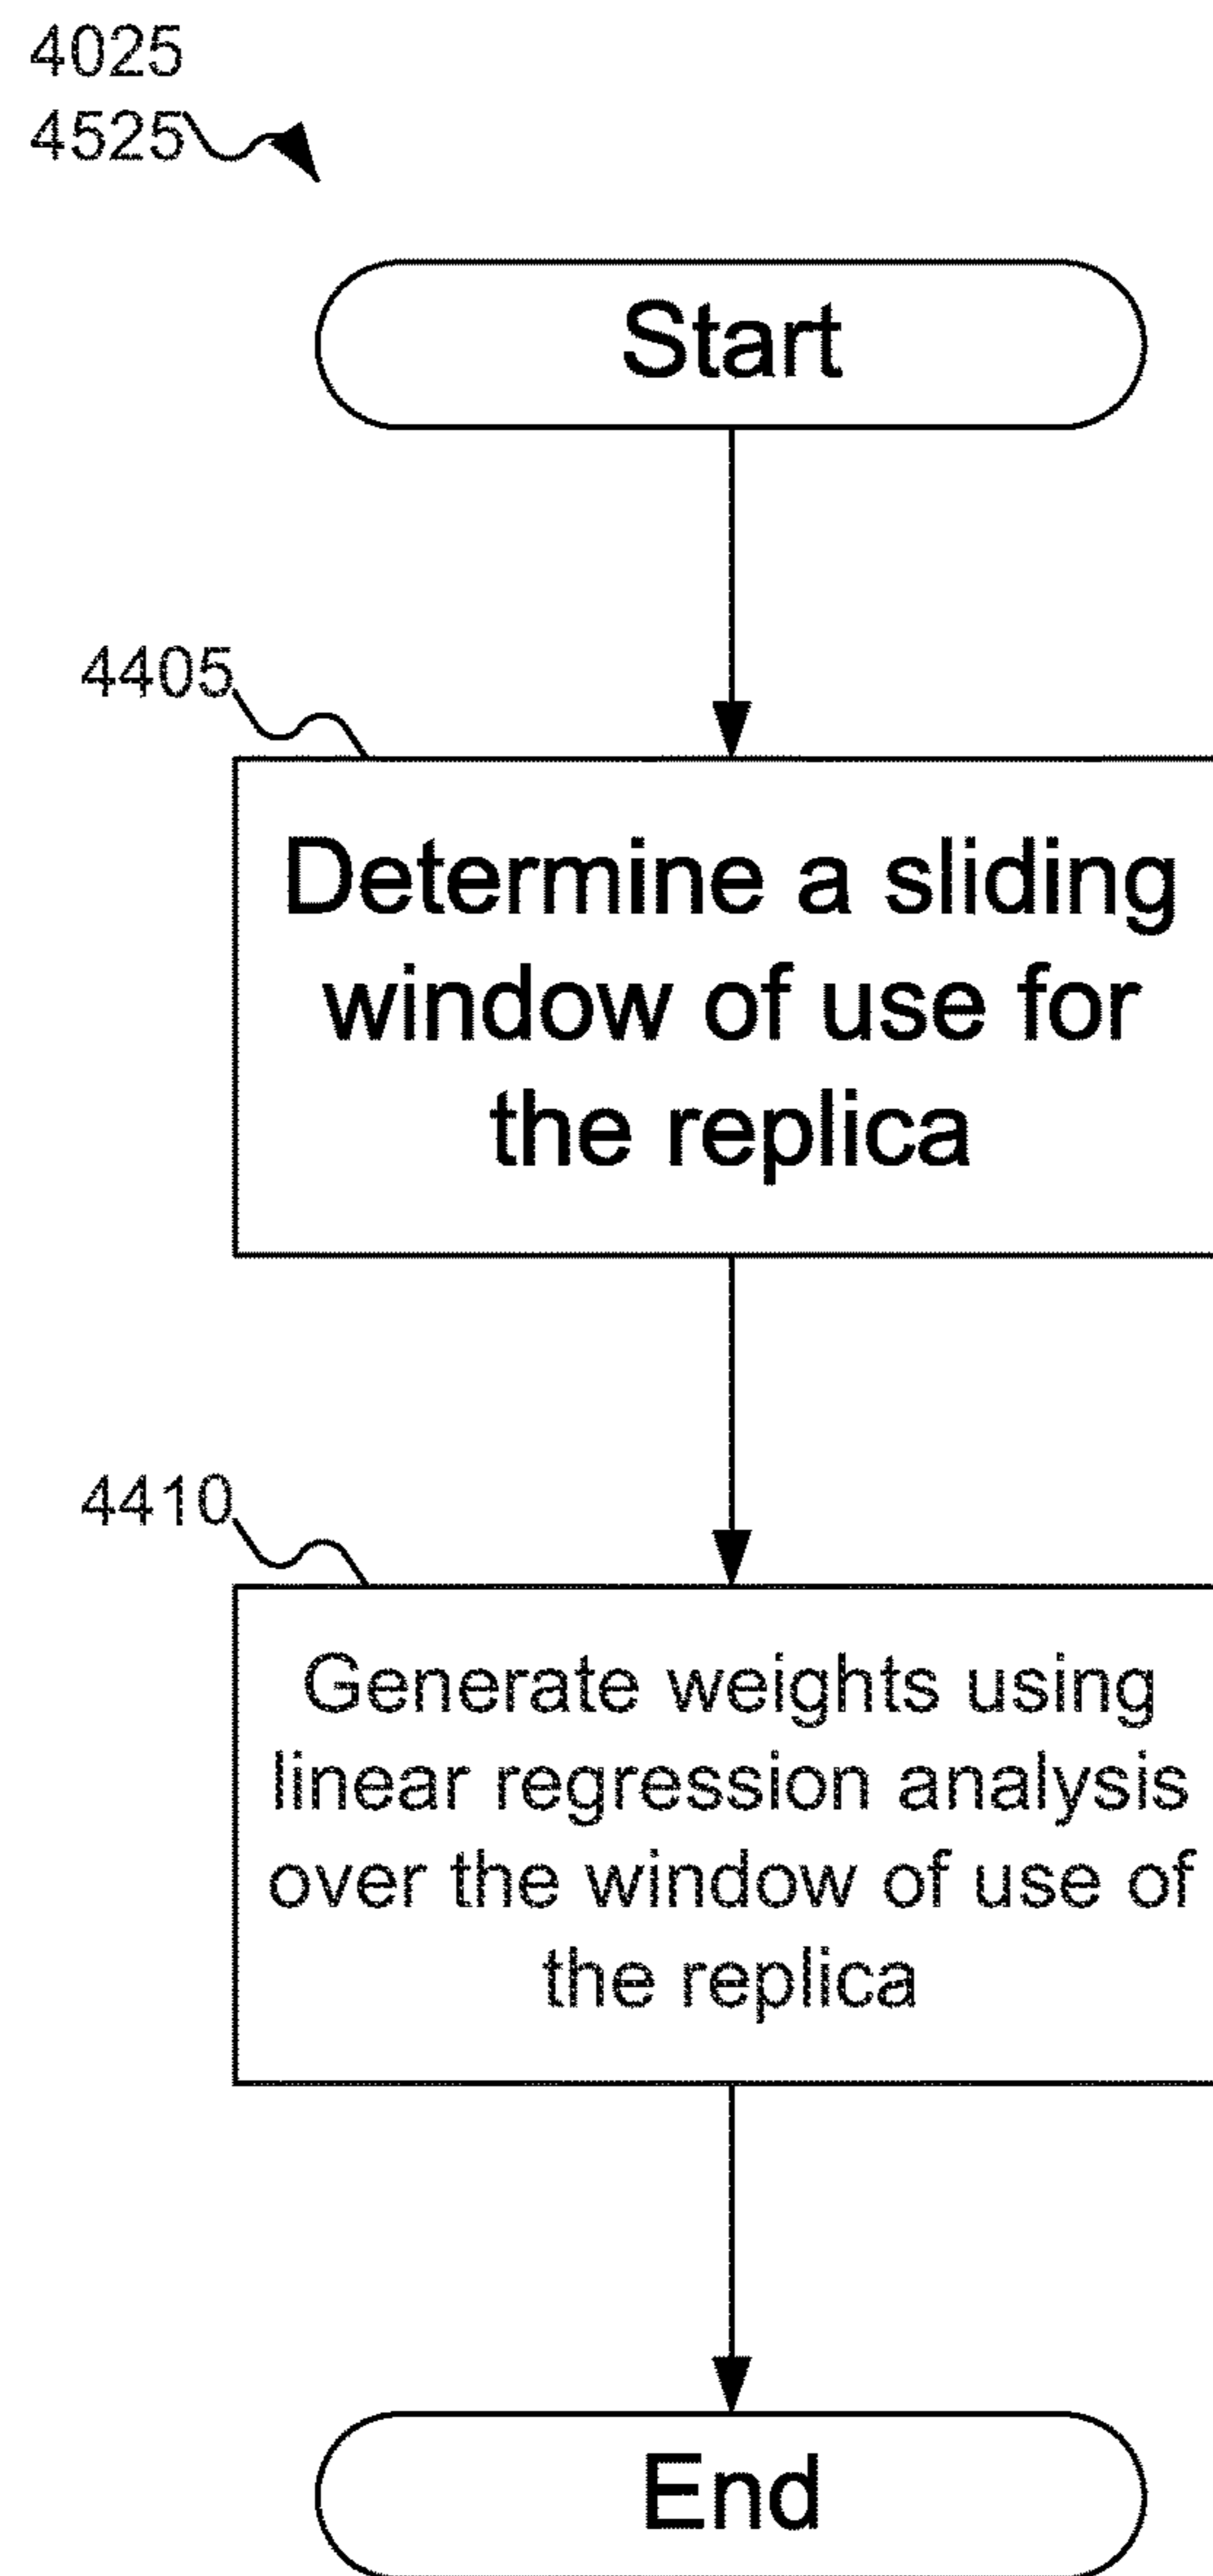 4025
4525
Start
4405
Determine a sliding
window of use for
the replica
4410
Generate weights using
linear regression analysis
over the window of use of
the replica
End